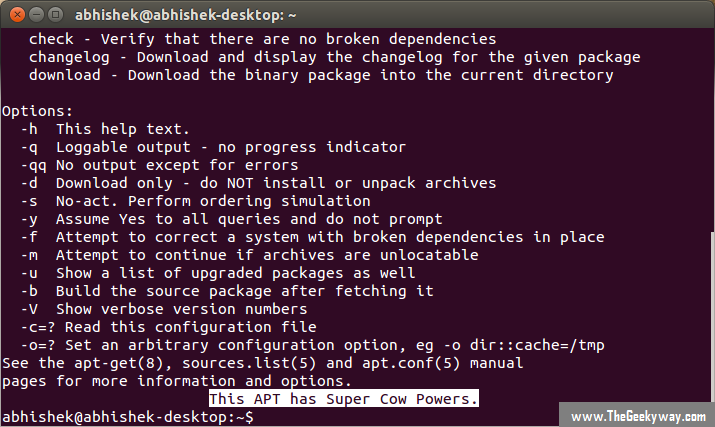 abhishek@abhishek-desktop: ~
check - Verify that there are no broken dependencies
changelog - Download and display the changelog for the given package
download - Download the binary package into the current directory
Options:
-h This help text.
-q Loggable output - no progress indicator
-qq No output except for errors
-d Download only - do NOT install or unpack archives
-s No-act. Perform ordering simulation
-y Assume Yes to all queries and do not prompt
-f Attempt to correct a system with broken dependencies in place
-m Attempt to continue if archives are unlocatable
-u Show a list of upgraded packages as well
-b Build the source package after fetching it
-V Show verbose version numbers
-c=? Read this configuration file
-o=? Set an arbitrary configuration option, eg -o dir::cache=/tmp
See the apt-get(8), sources.list(5) and apt.conf(5) manual
pages for more information and options.
This APT has Super Cow Powers.
abhishek@abhishek-desktop:~$
www.TheGeekyway.com